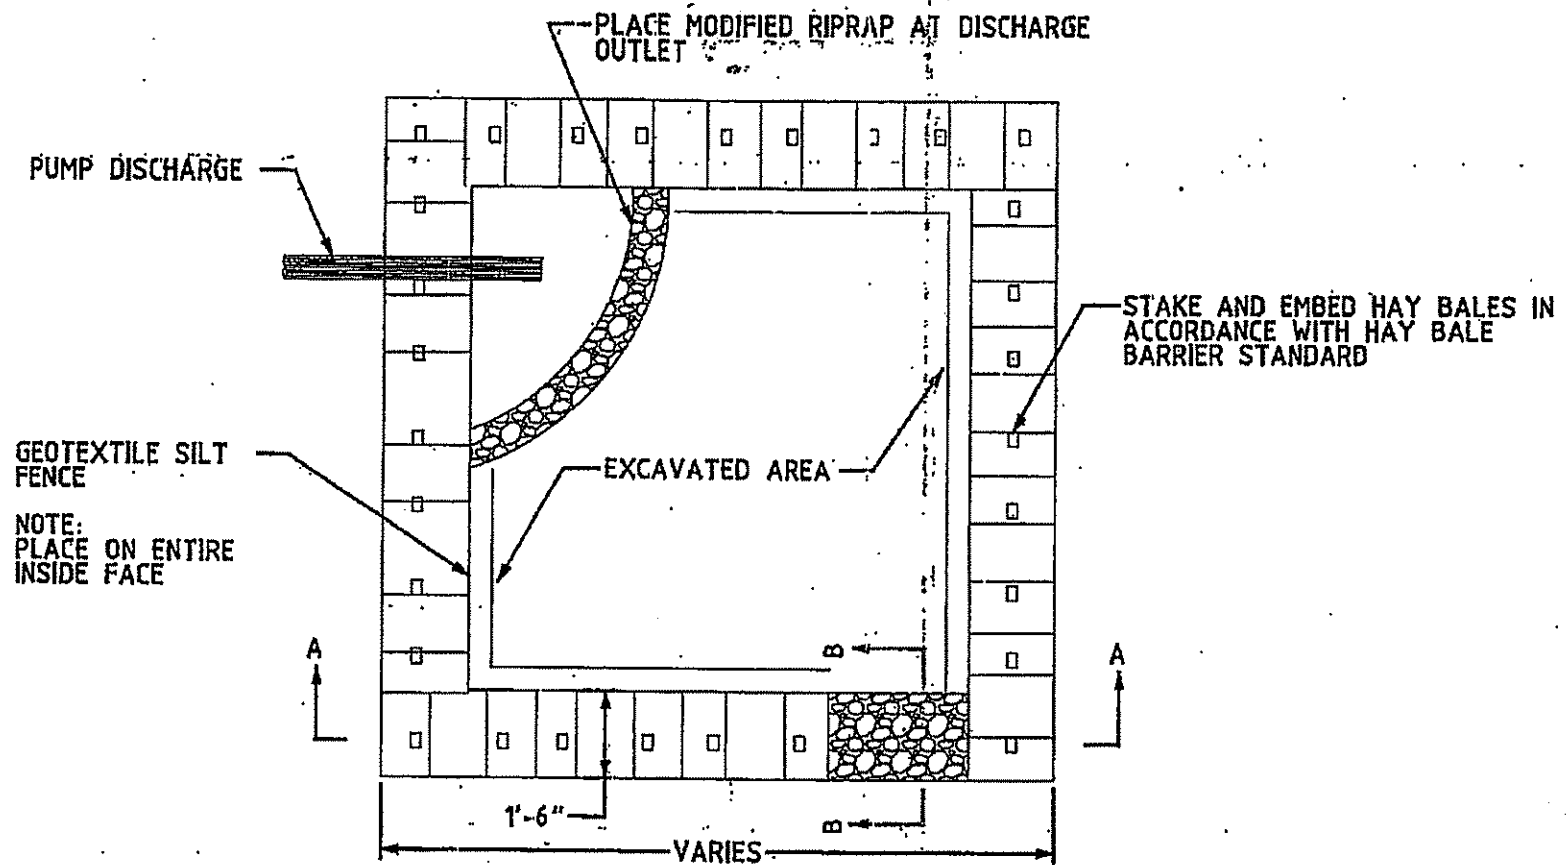 PLACE MODIFIED RIPRAP AT DISCHARGE
OUTLET
PUMP DISCHARGE
STAKE AND EMBED HAY BALES IN
ACCORDANCE WITH HAY BALE
BARRIER STANDARD
GEOTEXTILE SILT
FENCE
EXCAVATED AREA
NOTE:
PLACE ON ENTIRE
INSIDE FACE
A
B
A
1'-6"
B
VARIES